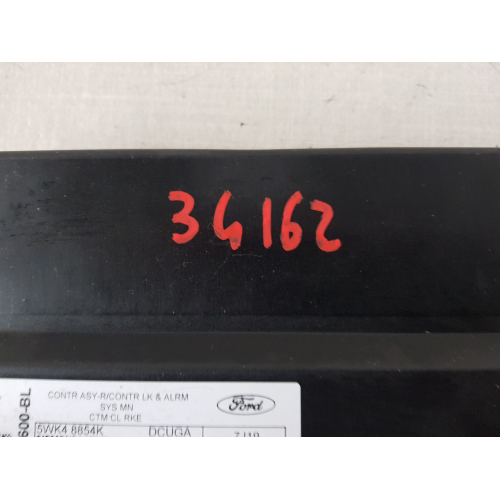 34162
600-BL
CONTR ASY-R/CONTR LK & ALRM
SYS MN
CTM CL RKE
Ford
5WK4 8854K DCUGA